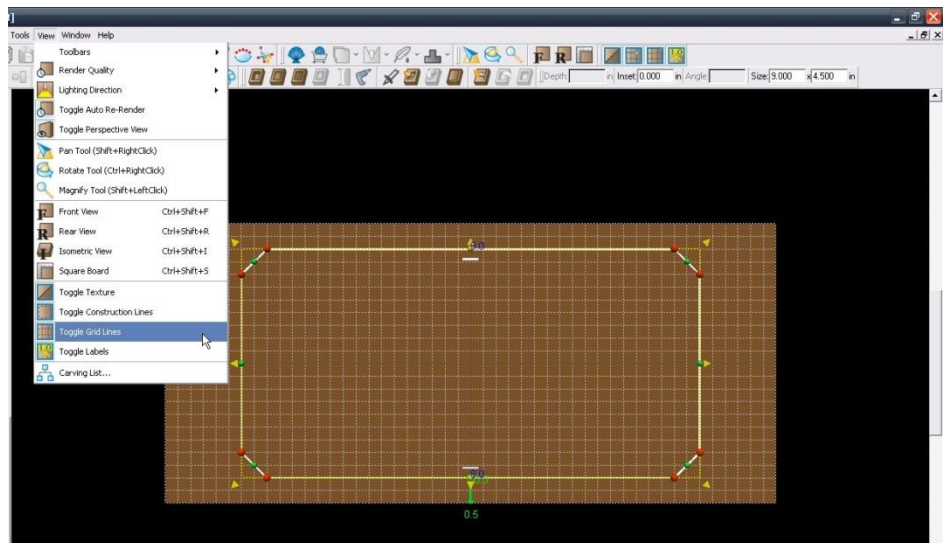 Tools View Window Help
Depth: in Inset: 0.000 in Angle: Size: 9.000 x 4.500 in
Toolbars
Render Quality
Lighting Direction
Toggle Auto Re-Render
Toggle Perspective View
Pan Tool (Shift+RightClick)
Rotate Tool (Ctrl+RightClick)
Magnify Tool (Shift+LeftClick)
Front View Ctrl+Shift+F
Rear View Ctrl+Shift+R
Isometric View Ctrl+Shift+I
Square Board Ctrl+Shift+S
Toggle Texture
Toggle Construction Lines
Toggle Grid Lines
Toggle Labels
Carving List...
0.5